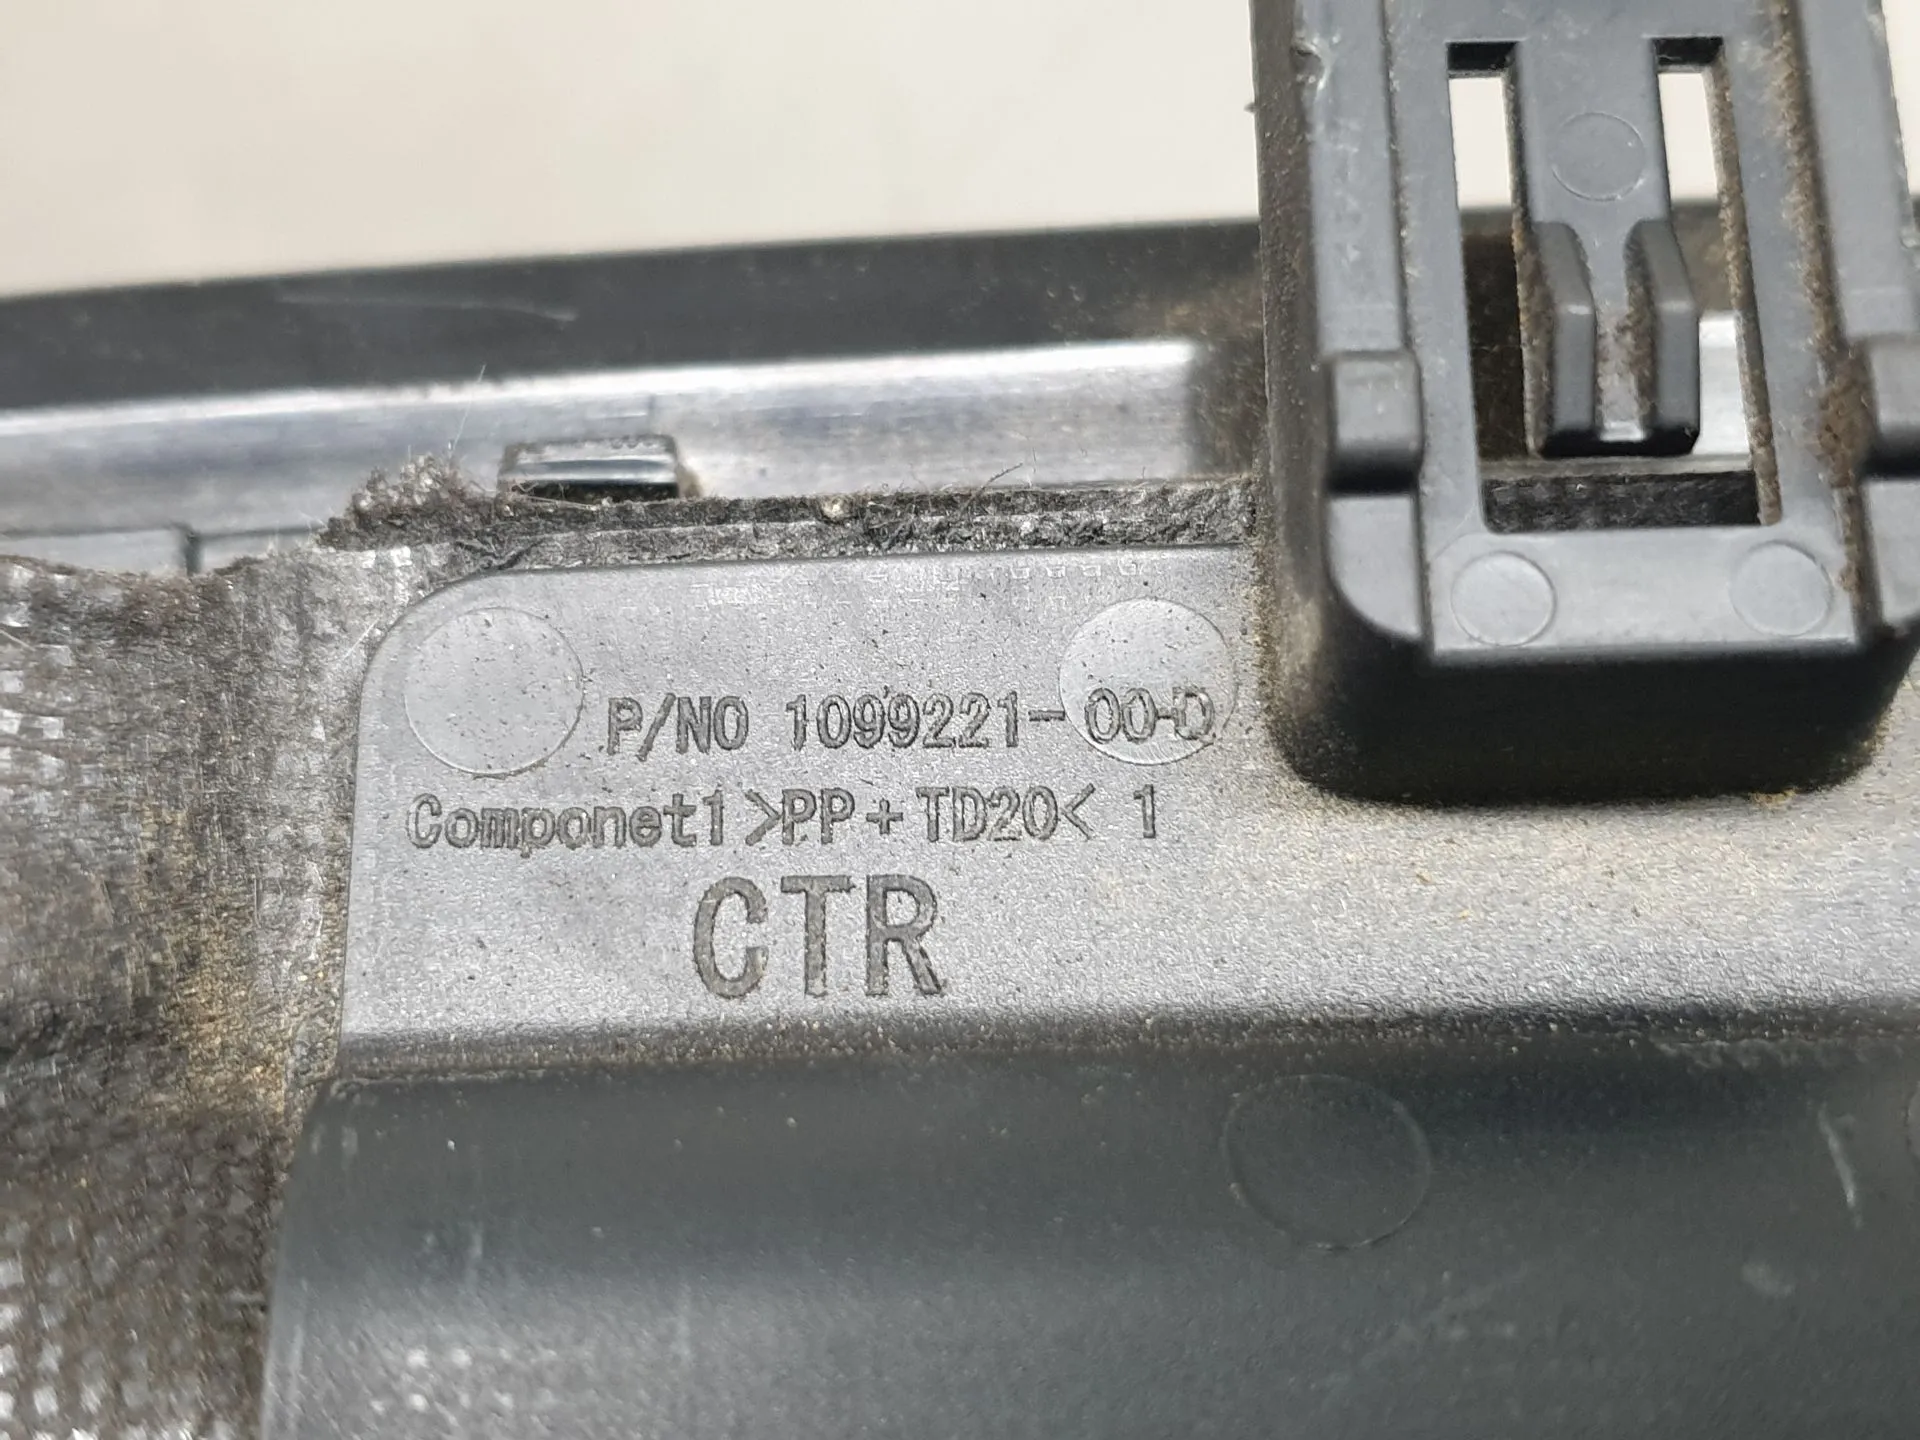 P/NO 1099221-00-D
Componet1>PP+TD20< 1
CTR